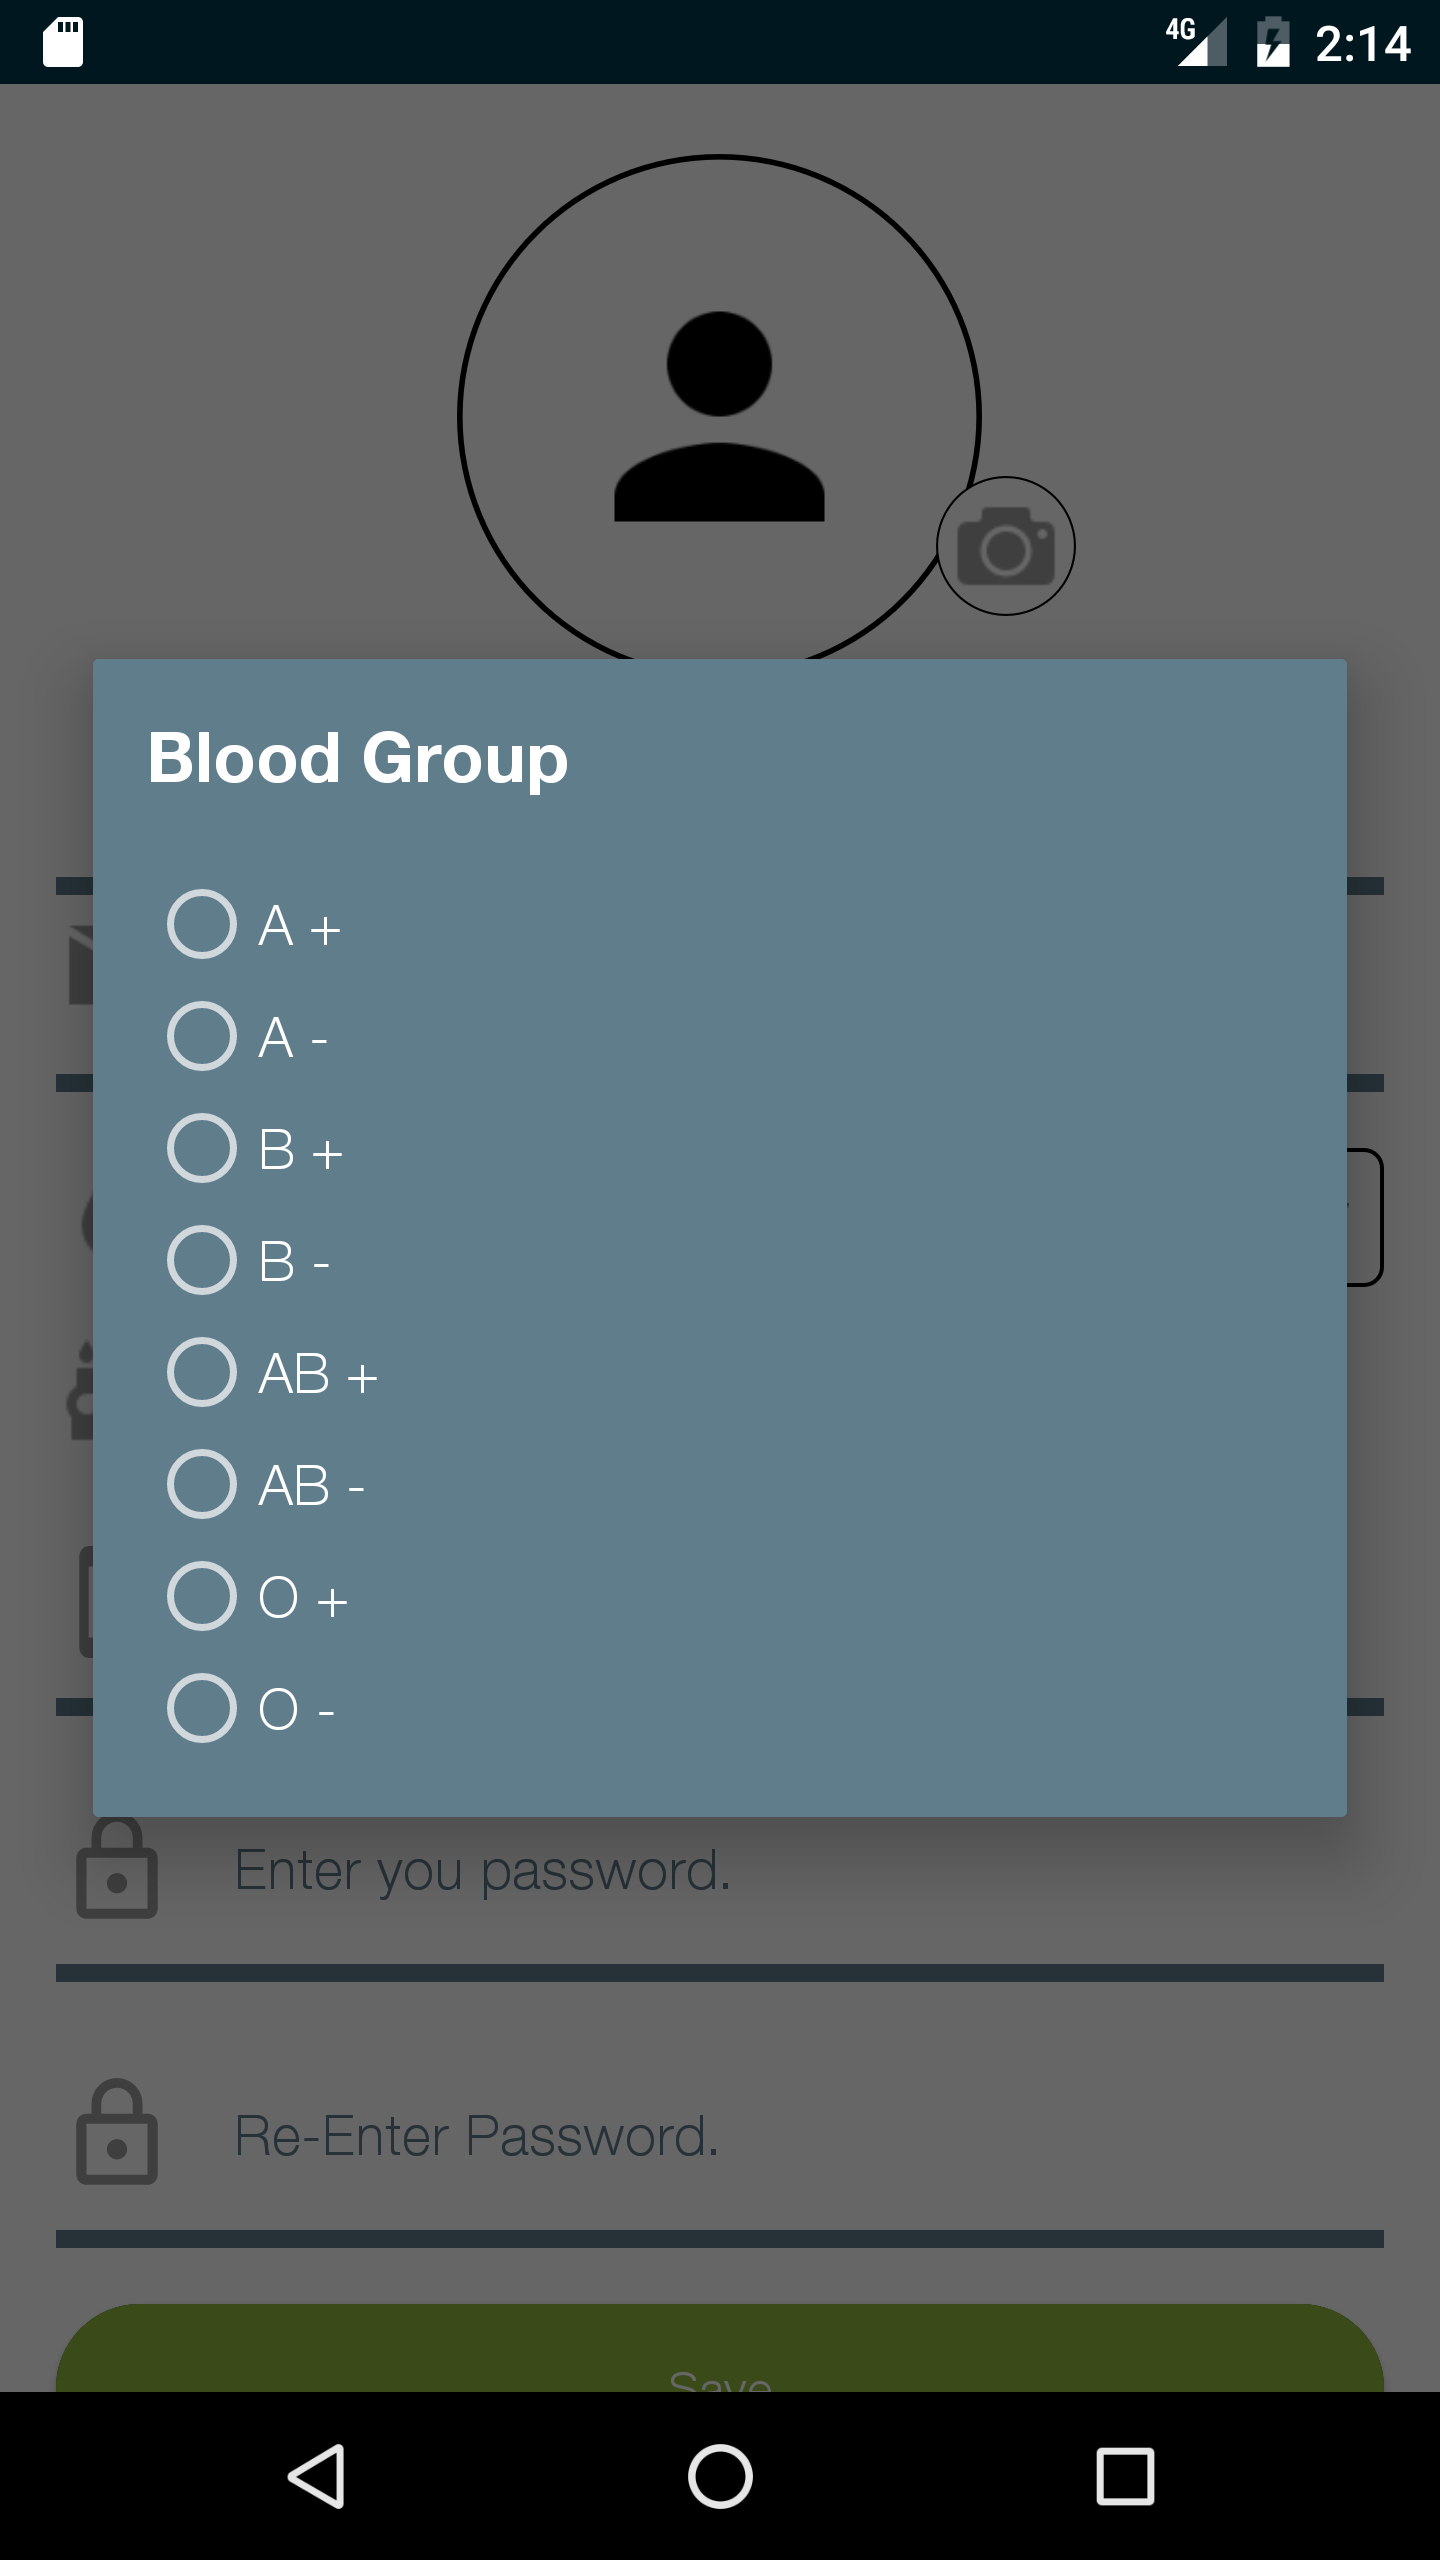 4G 2:14
Blood Group
A +
A -
B +
B -
AB +
AB -
O +
O -
Enter you password.
Re-Enter Password.
Save